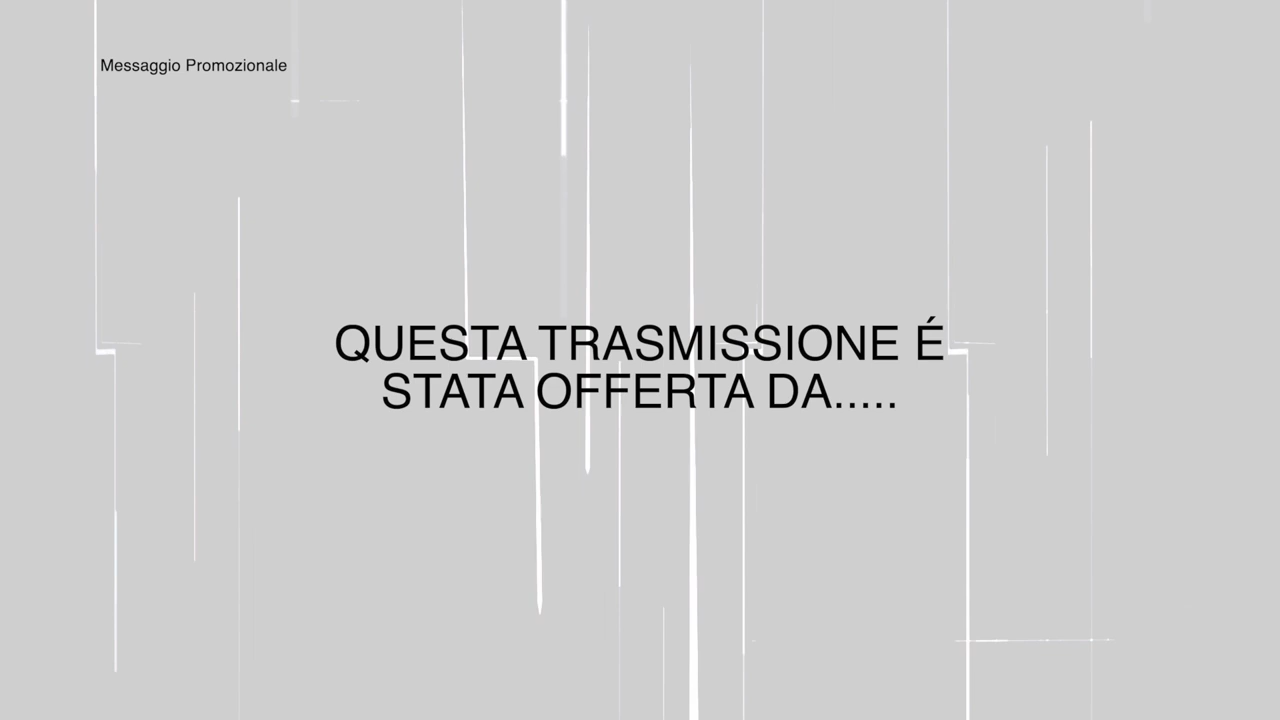 Messaggio Promozionale
QUESTA TRASMISSIONE É
STATA OFFERTA DA.....